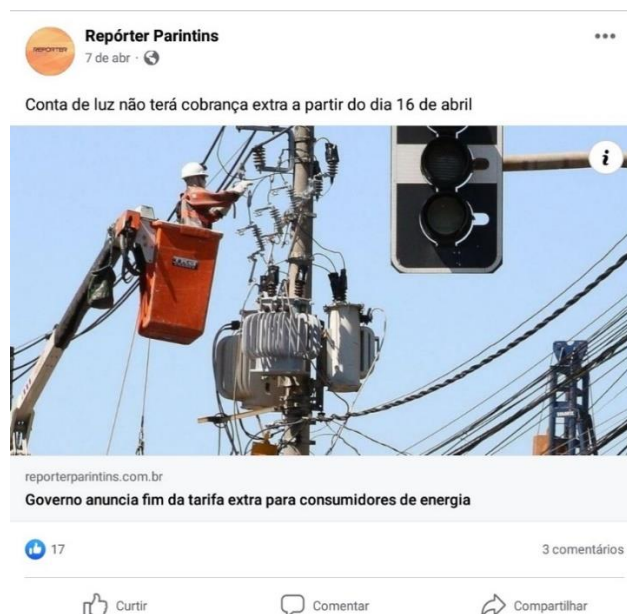 Repórter Parintins
REPORTER
7 de abr
Conta de luz não terá cobrança extra a partir do dia 16 de abril
i
reporterparintins.com.br
Governo anuncia fim da tarifa extra para consumidores de energia
17
3 comentários
Curtir
Comentar
Compartilhar